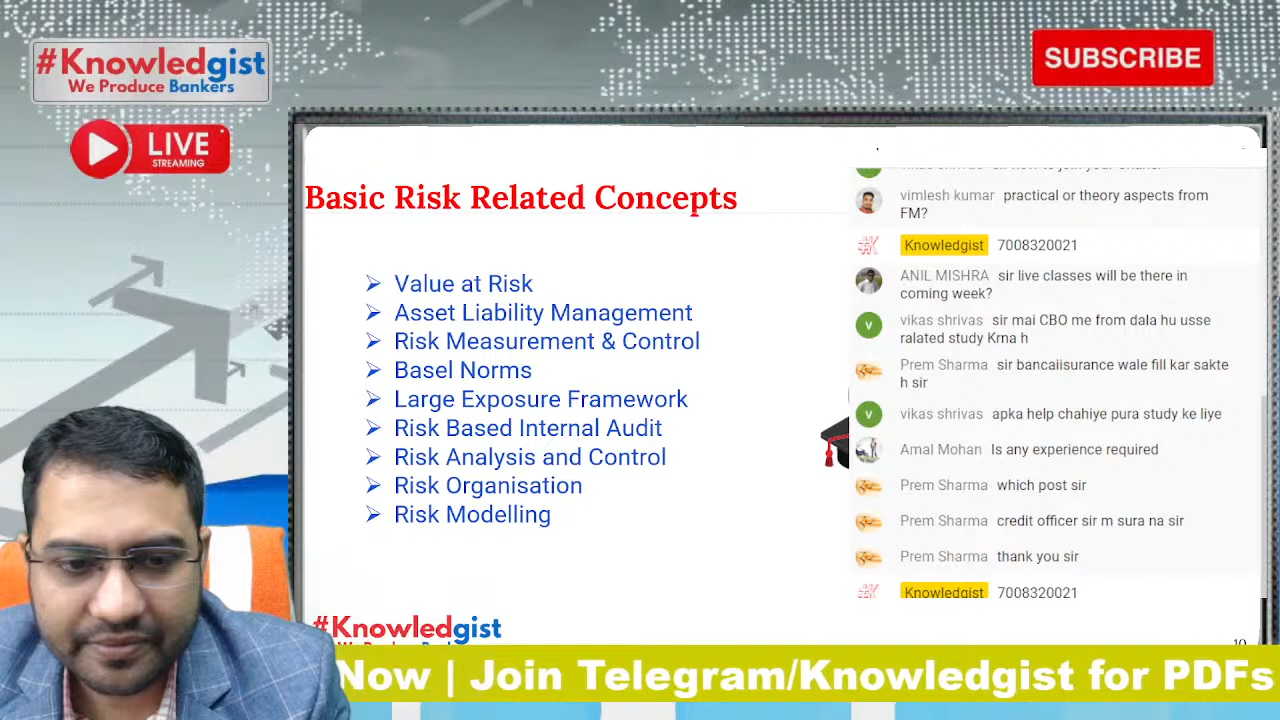 #Knowledgist
We Produce Bankers
LIVE
STREAMING
SUBSCRIBE
Basic Risk Related Concepts
Value at Risk
Asset Liability Management
Risk Measurement & Control
Basel Norms
Large Exposure Framework
Risk Based Internal Audit
Risk Analysis and Control
Risk Organisation
Risk Modelling
#Knowledgist
vimlesh kumar practical or theory aspects from
FM?
Knowledgist 7008320021
ANIL MISHRA sir live classes will be there in
coming week?
V
vikas shrivas sir mai CBO me from dala hu usse
ralated study Krna h
Prem Sharma sir bancaiisurance wale fill kar sakte
h sir
V
vikas shrivas apka help chahiye pura study ke liye
Amal Mohan Is any experience required
Prem Sharma which post sir
Prem Sharma credit officer sir m sura na sir
Prem Sharma thank you sir
Knowledgist 7008320021
Now | Join Telegram/Knowledgist for PDFs